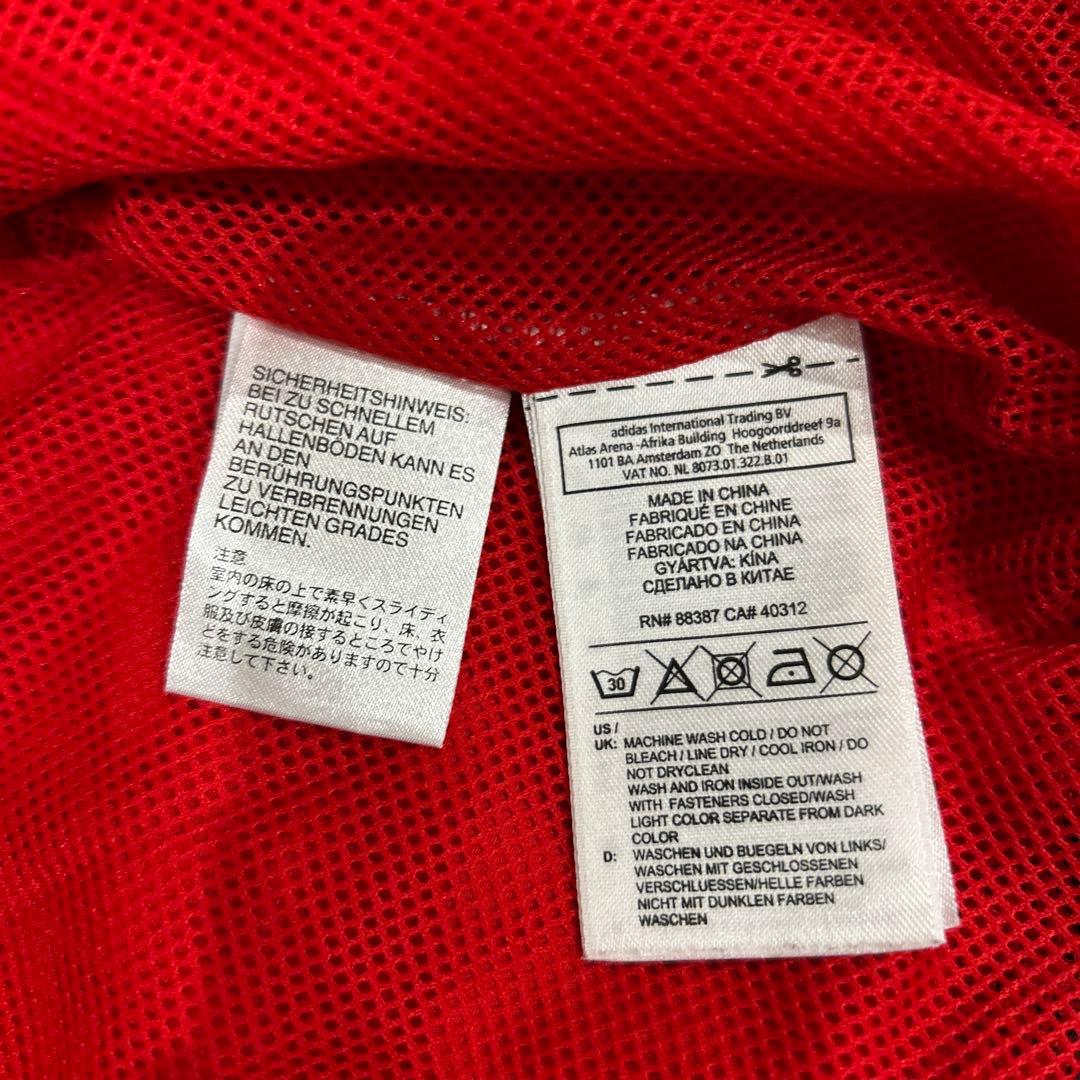 SICHERHEITSHINWEIS:
BEI ZU SCHNELLEM
RUTSCHEN AUF
HALLENBÖDEN KANN ES
AN DEN
BERÜHRUNGSPUNKTEN
ZU VERBRENNUNGEN
LEICHTEN GRADES
KOMMEN.
注意
室内の床の上で素早くスライディ
ングすると摩擦が起こり、床、衣
服及び皮膚の接するところでやけ
どをする危険がありますので十分
注意して下さい。
adidas International Trading BV
Atlas Arena -Afrika Building Hoogoorddreef 9a
1101 BA Amsterdam ZO The Netherlands
VAT NO. NL 8073.01.322.B.01
MADE IN CHINA
FABRIQUÉ EN CHINE
FABRICADO EN CHINA
FABRICADO NA CHINA
GYÁRTVA: KÍNA
СДЕЛАНО В КИТАЕ
RN# 88387 CA# 40312
30
US /
UK: MACHINE WASH COLD / DO NOT
BLEACH / LINE DRY / COOL IRON / DO
NOT DRYCLEAN
WASH AND IRON INSIDE OUT/WASH
WITH FASTENERS CLOSED/WASH
LIGHT COLOR SEPARATE FROM DARK
COLOR
D: WASCHEN UND BUEGELN VON LINKS/
WASCHEN MIT GESCHLOSSENEN
VERSCHLUESSEN/HELLE FARBEN
NICHT MIT DUNKLEN FARBEN
WASCHEN